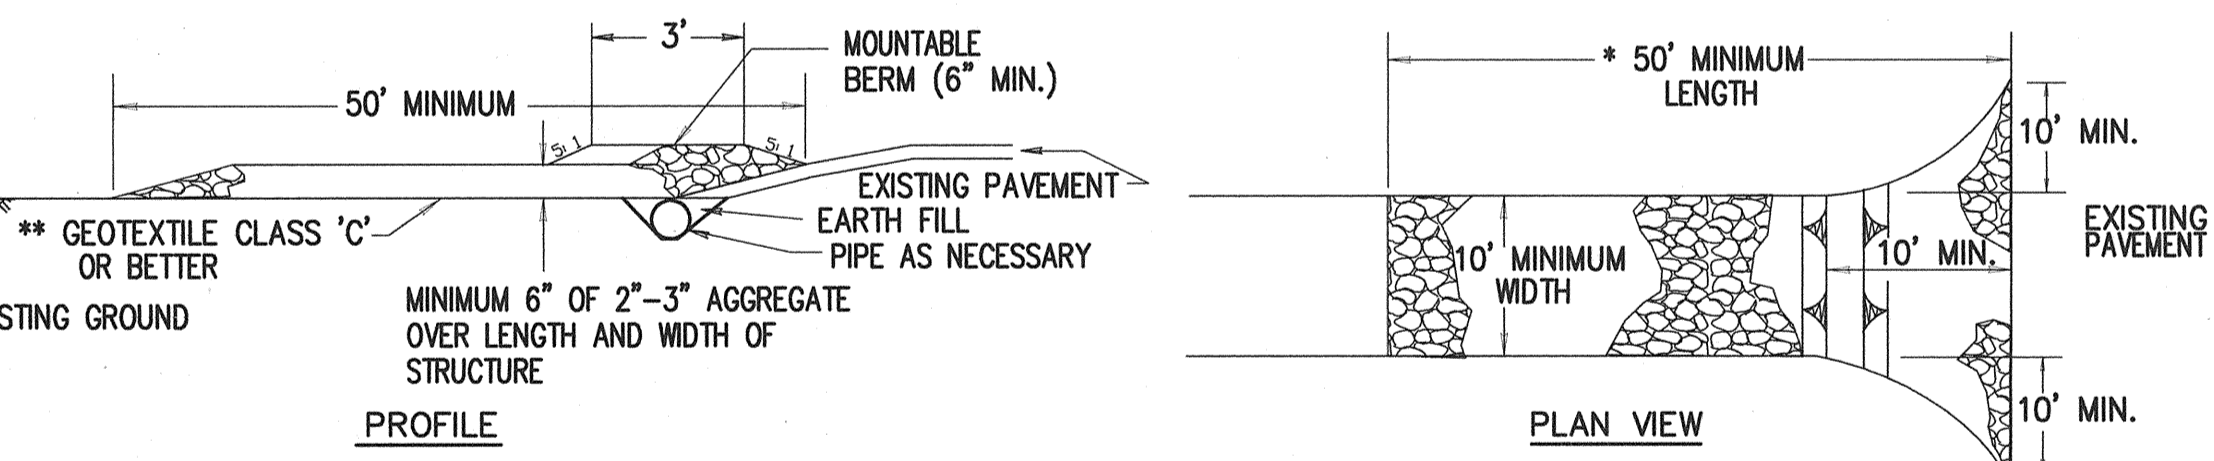 3'
MOUNTABLE
BERM (6" MIN.)
50' MINIMUM
5:1
5:1
EXISTING PAVEMENT
** GEOTEXTILE CLASS 'C'
OR BETTER
EARTH FILL
PIPE AS NECESSARY
STING GROUND
MINIMUM 6" OF 2"-3" AGGREGATE
OVER LENGTH AND WIDTH OF
STRUCTURE
PROFILE
* 50' MINIMUM
LENGTH
10' MIN.
EXISTING
PAVEMENT
10' MINIMUM
WIDTH
10' MIN.
10' MIN.
PLAN VIEW